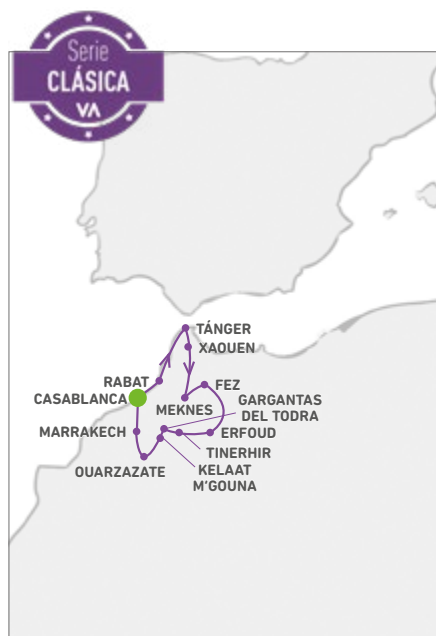 Serie
CLÁSICA
VA
TÁNGER
XAOUEN
RABAT
FEZ
CASABLANCA
MEKNES
GARGANTAS
DEL TODRA
MARRAKECH
ERFOUD
TINERHIR
OUARZAZATE
KELAAT
M'GOUNA